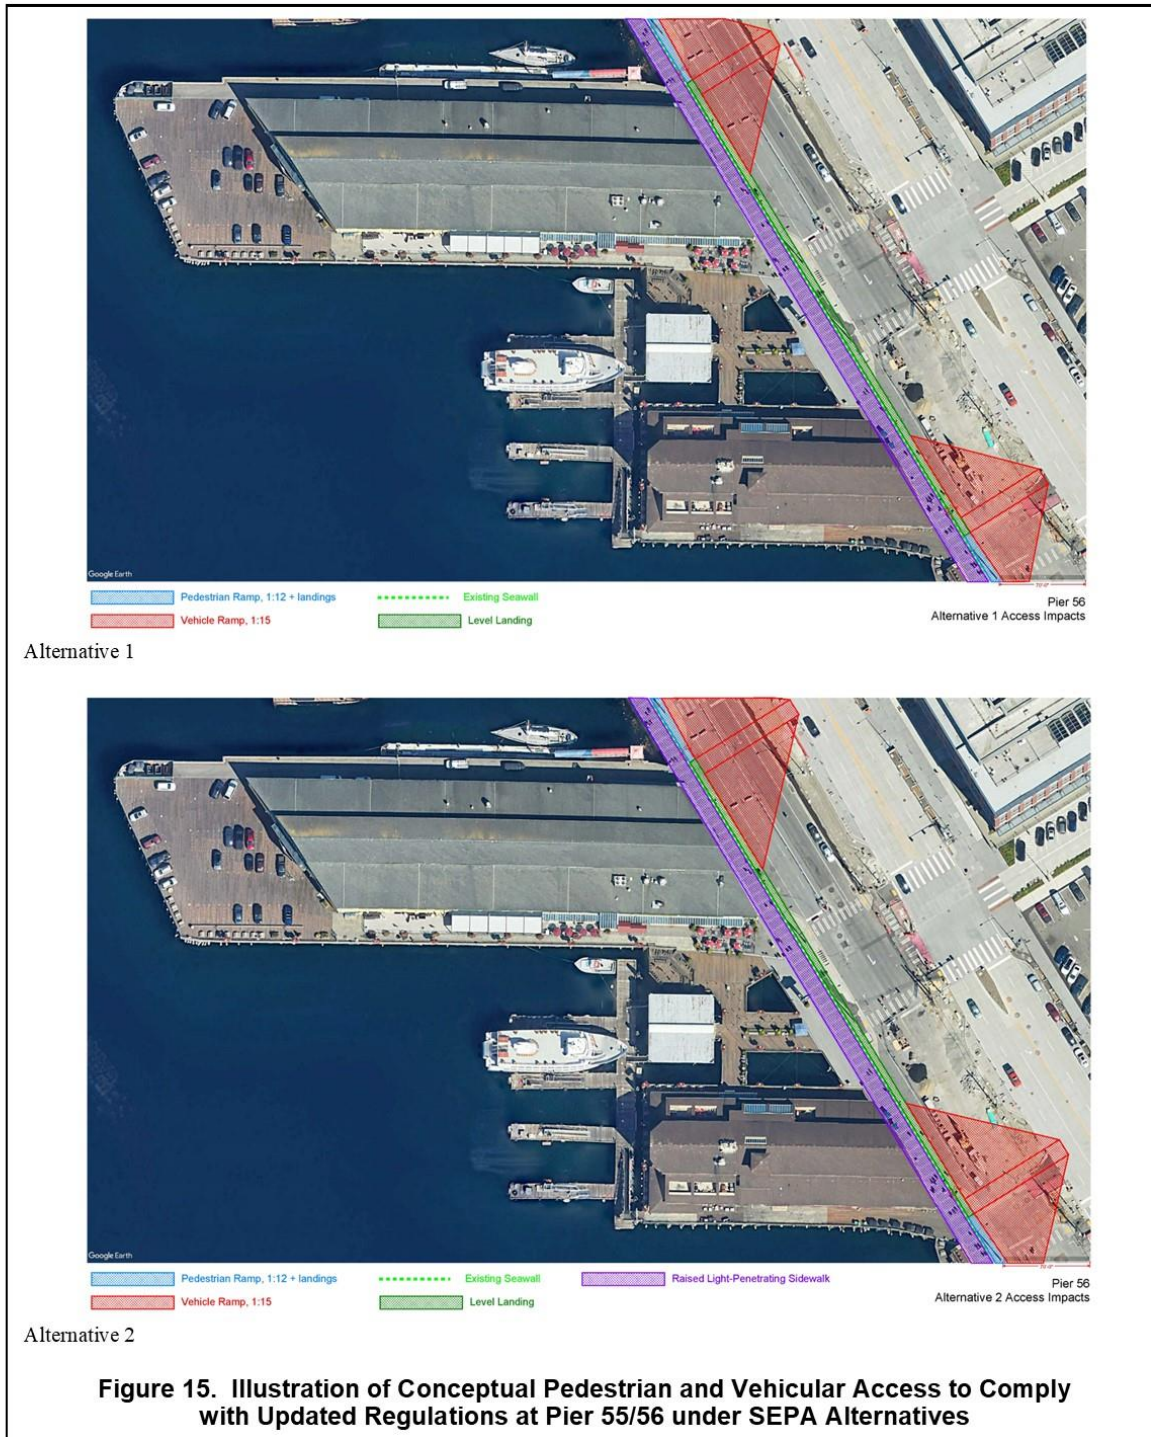 Google Earth
Pedestrian Ramp, 1:12 + landings
Existing Seawall
Vehicle Ramp, 1:15
Level Landing
Pier 56
Alternative 1 Access Impacts
Alternative 1
Google Earth
Pedestrian Ramp, 1:12 + landings
Existing Seawall
Raised Light-Penetrating Sidewalk
Vehicle Ramp, 1:15
Level Landing
Pier 56
Alternative 2 Access Impacts
Alternative 2
Figure 15. Illustration of Conceptual Pedestrian and Vehicular Access to Comply
with Updated Regulations at Pier 55/56 under SEPA Alternatives